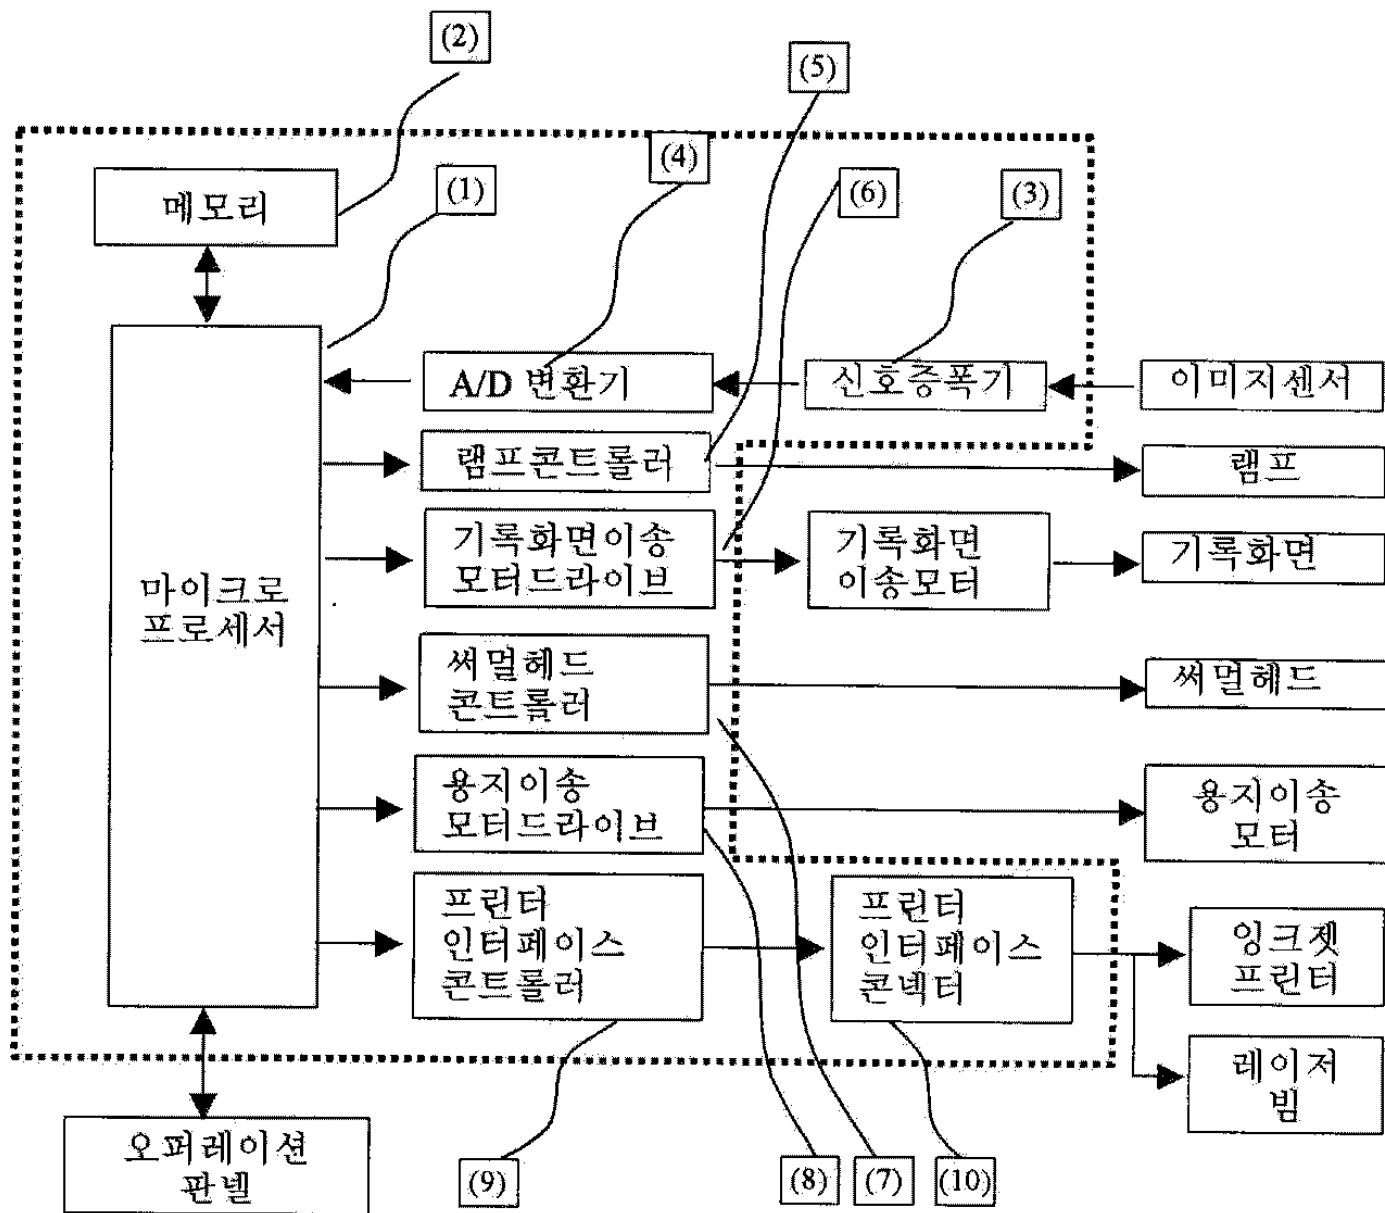 (2)
(5)
(4)
(1)
(6)
(3)
메모리
A/D 변환기
신호증폭기
이미지센서
램프콘트롤러
램프
기록화면이송
모터드라이브
기록화면
이송모터
기록화면
마이크로
프로세서
써멀헤드
콘트롤러
써멀헤드
용지이송
모터드라이브
용지이송
모터
프린터
인터페이스
콘트롤러
프린터
인터페이스
콘넥터
잉크젯
프린터
레이저
빔
오퍼레이션
판넬
(9)
(8)
(7)
(10)